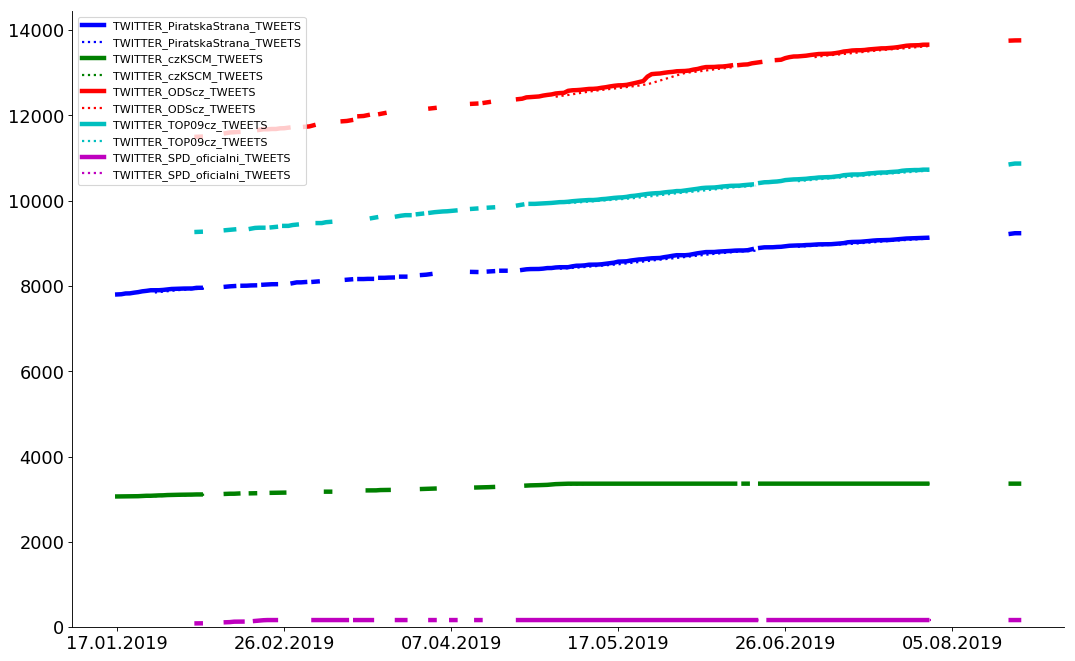 14000
12000
10000
8000
6000
4000
2000
0
TWITTER_PiratskaStrana_TWEETS
TWITTER_PiratskaStrana_TWEETS
TWITTER_czKSCM_TWEETS
TWITTER_czKSCM_TWEETS
TWITTER_ODScz_TWEETS
TWITTER_ODScz_TWEETS
TWITTER_TOP09cz_TWEETS
TWITTER_TOP09cz_TWEETS
TWITTER_SPD_oficialni_TWEETS
TWITTER_SPD_oficialni_TWEETS
17.01.2019 26.02.2019 07.04.2019 17.05.2019 26.06.2019 05.08.2019